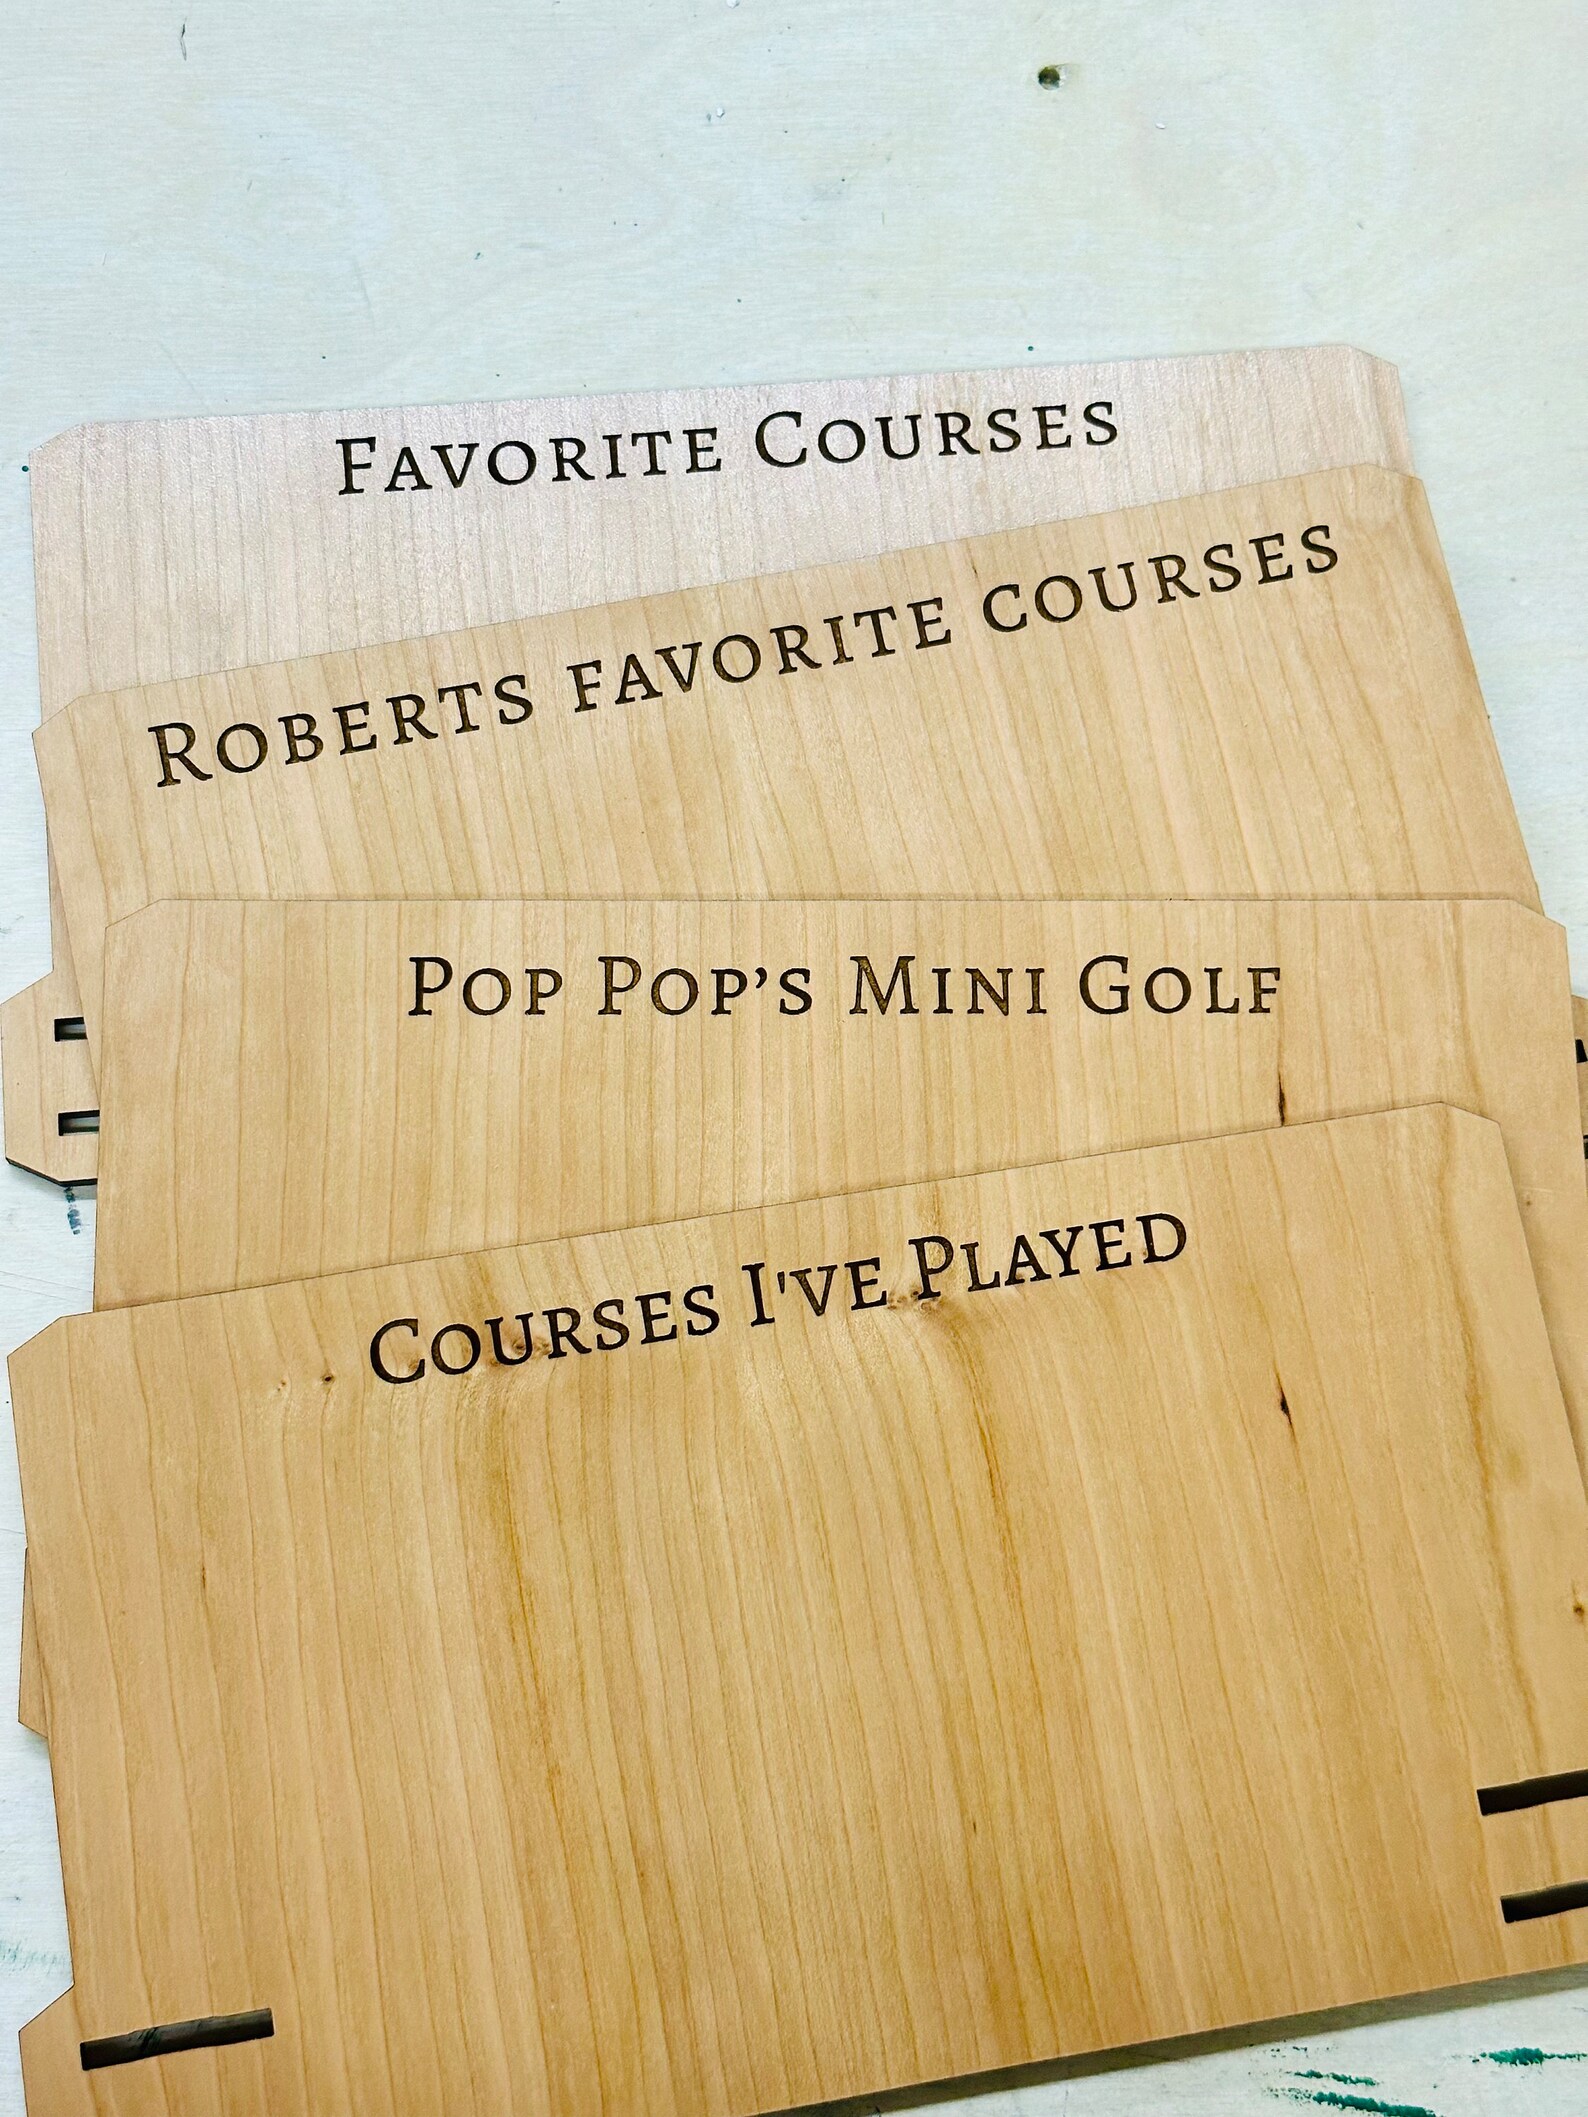 Favorite Courses
Roberts favorite courses
Pop Pop’s Mini Golf
Courses I've Played